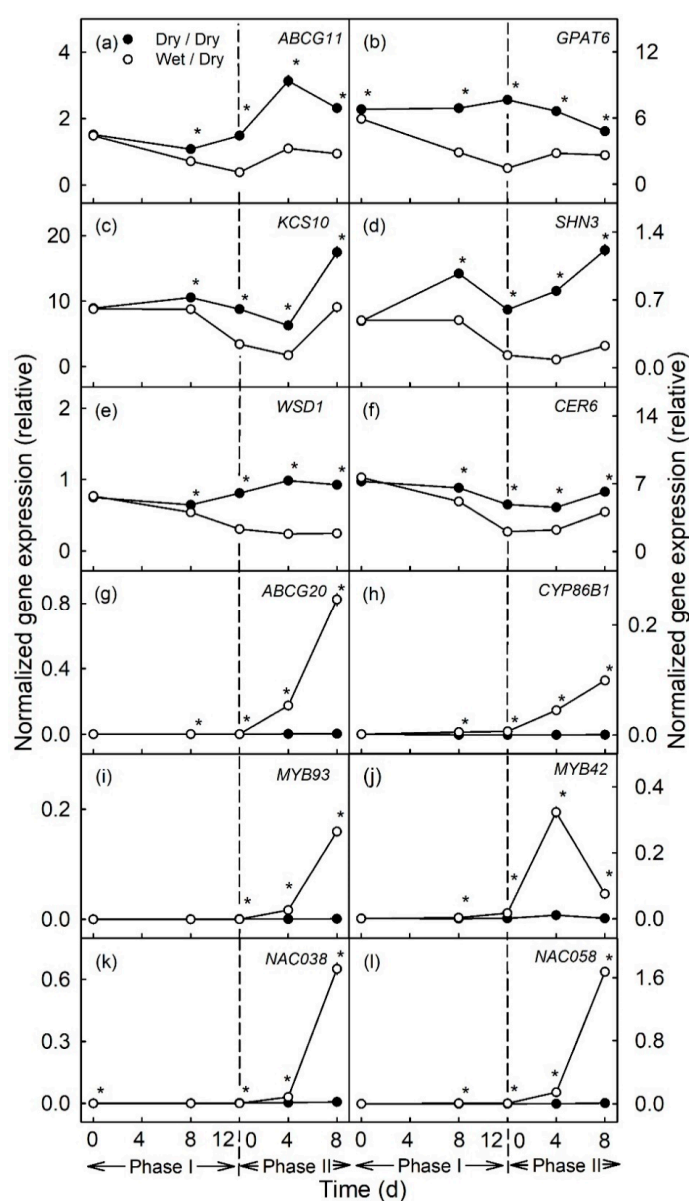 (a) Dry / Dry ABCG11
Wet / Dry
(b) GPAT6
4
2
0
12
6
0
* * * *
* * * * *
(c) KCS10
(d) SHN3
20
10
0
1.2
0.6
0.0
* * * *
* * * *
(e) WSD1
(f) CER6
2
1
0
14
7
0
* * * *
* * * *
(g) ABCG20
(h) CYP86B1
0.8
0.4
0.0
0.2
0.0
* * * *
* * * *
(i) MYB93
(j) MYB42
0.2
0.0
0.4
0.2
0.0
* * *
* * * *
(k) NAC038
(l) NAC058
0.6
0.3
0.0
1.6
0.8
0.0
* * * *
* * * *
0 4 8 12 0 4 8 0 4 8 12 0 4 8
Phase I Phase II Phase I Phase II
Time (d)
Normalized gene expression (relative)
Normalized gene expression (relative)